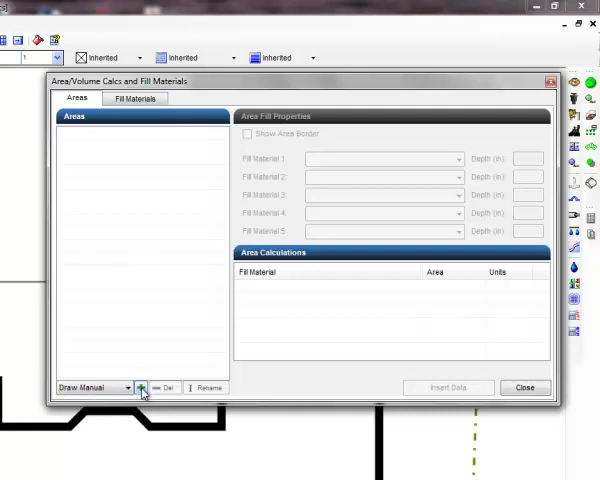 cs]
1
Inherited
Inherited
Inherited
Area/Volume Calcs and Fill Materials
Areas
Fill Materials
Areas
Area Fill Properties
Show Area Border
Fill Material 1:
Depth (in):
Fill Material 2:
Depth (in):
Fill Material 3:
Depth (in):
Fill Material 4:
Depth (in):
Fill Material 5:
Depth (in):
Area Calculations
Fill Material
Area
Units
Draw Manual
Del
Rename
Insert Data
Close